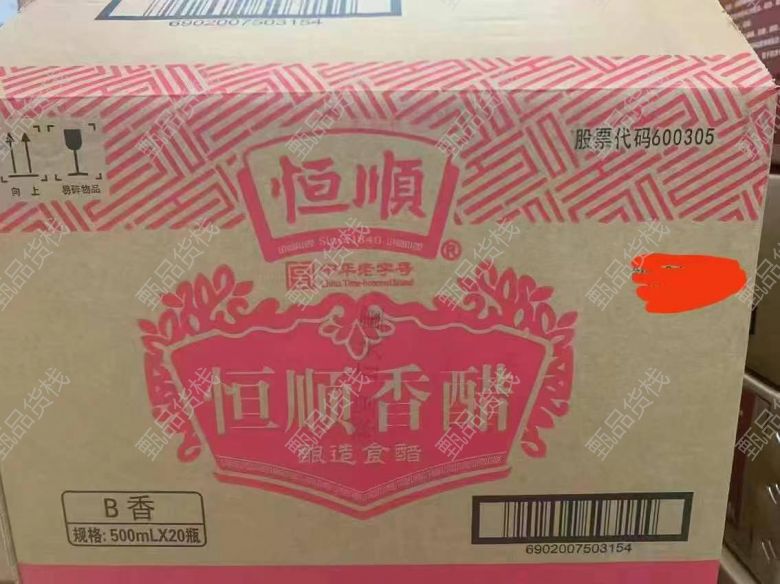 6902007503154
股票代码600305
向上
易碎物品
恒順
Since1840
®
中华老字号
China Time-honored Brand
恒顺香醋
酿造食醋
B香
规格:500mLX20瓶
6902007503154
甄品货栈